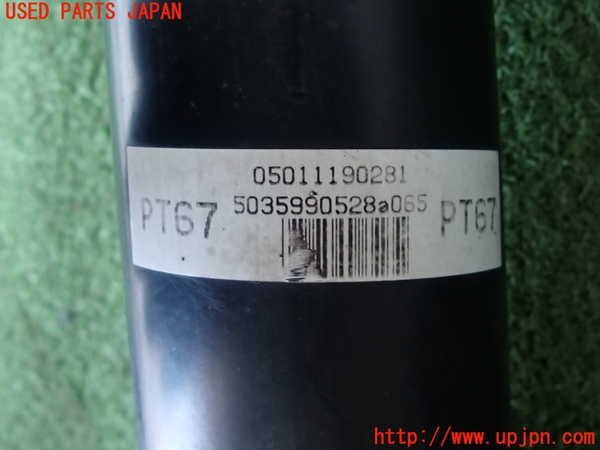 USED PARTS JAPAN
05011190281
PT67 5035990528a065 PT67
http://www.upjpn.com/